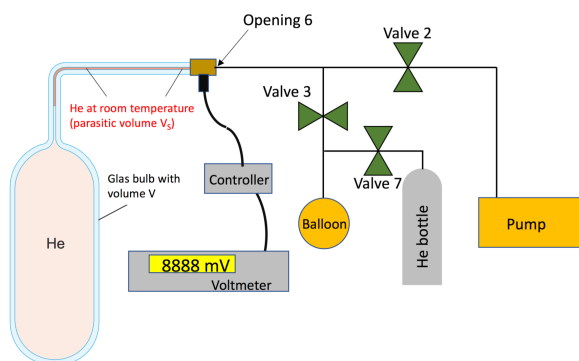 Opening 6
Valve 2
Valve 3
He at room temperature
(parasitic volume VS)
Glas bulb with
volume V
Controller
Valve 7
He
Balloon
He bottle
Pump
8888 mV
Voltmeter